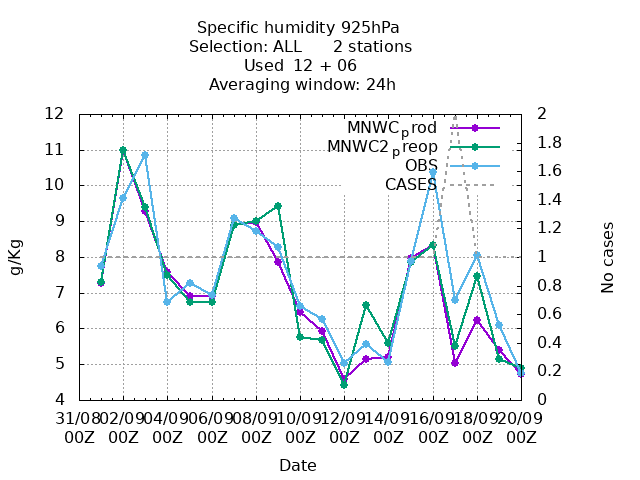 Specific humidity 925hPa
Selection: ALL      2 stations
Used  12 + 06
Averaging window: 24h
MNWC_prod
MNWC2_preop
OBS
CASES
12
11
10
9
8
7
6
5
4
g/Kg
2
1.8
1.6
1.4
1.2
1
0.8
0.6
0.4
0.2
0
No cases
31/08 02/09 04/09 06/09 08/09 10/09 12/09 14/09 16/09 18/09 20/09
00Z 00Z 00Z 00Z 00Z 00Z 00Z 00Z 00Z 00Z 00Z
Date